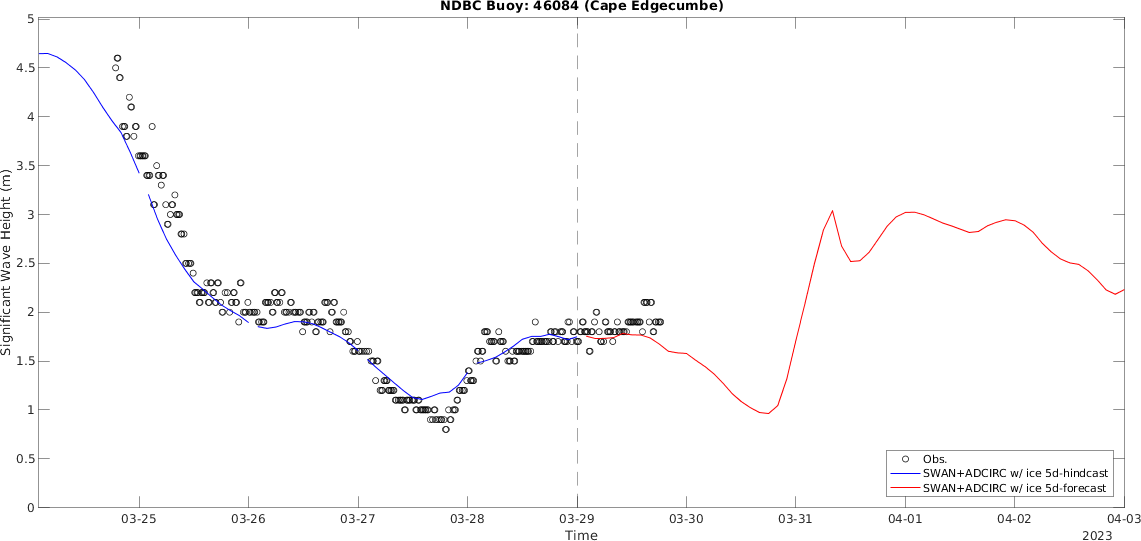 NDBC Buoy: 46084 (Cape Edgecumbe)
5
4.5
4
3.5
3
2.5
2
1.5
1
0.5
0
Significant Wave Height (m)
Obs.
SWAN+ADCIRC w/ ice 5d-hindcast
SWAN+ADCIRC w/ ice 5d-forecast
03-25 03-26 03-27 03-28 03-29 03-30 03-31 04-01 04-02 04-03
Time
2023